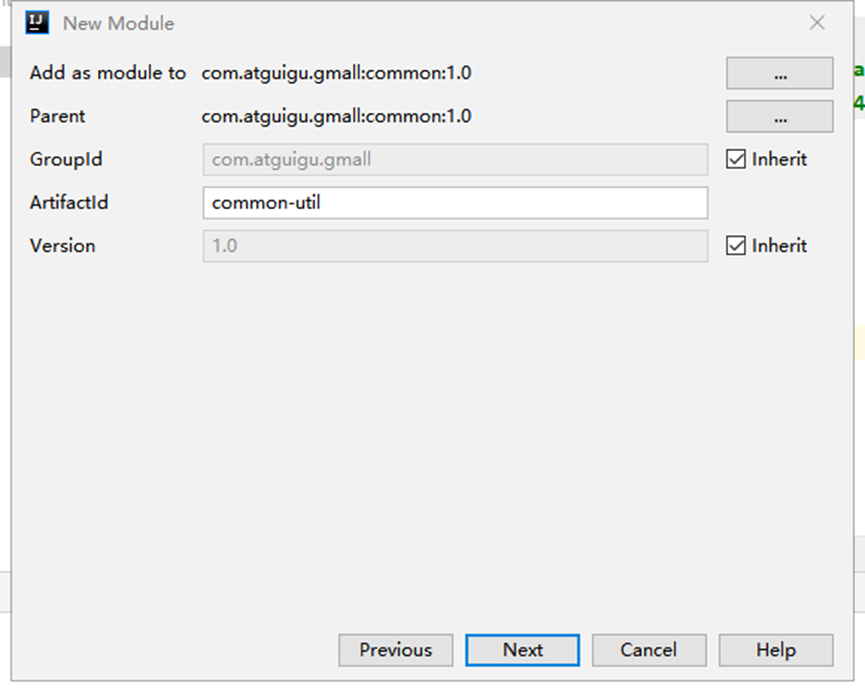 New Module
Add as module to com.atguigu.gmall:common:1.0 ...
Parent com.atguigu.gmall:common:1.0 ...
GroupId com.atguigu.gmall Inherit
ArtifactId common-util
Version 1.0 Inherit
Previous Next Cancel Help